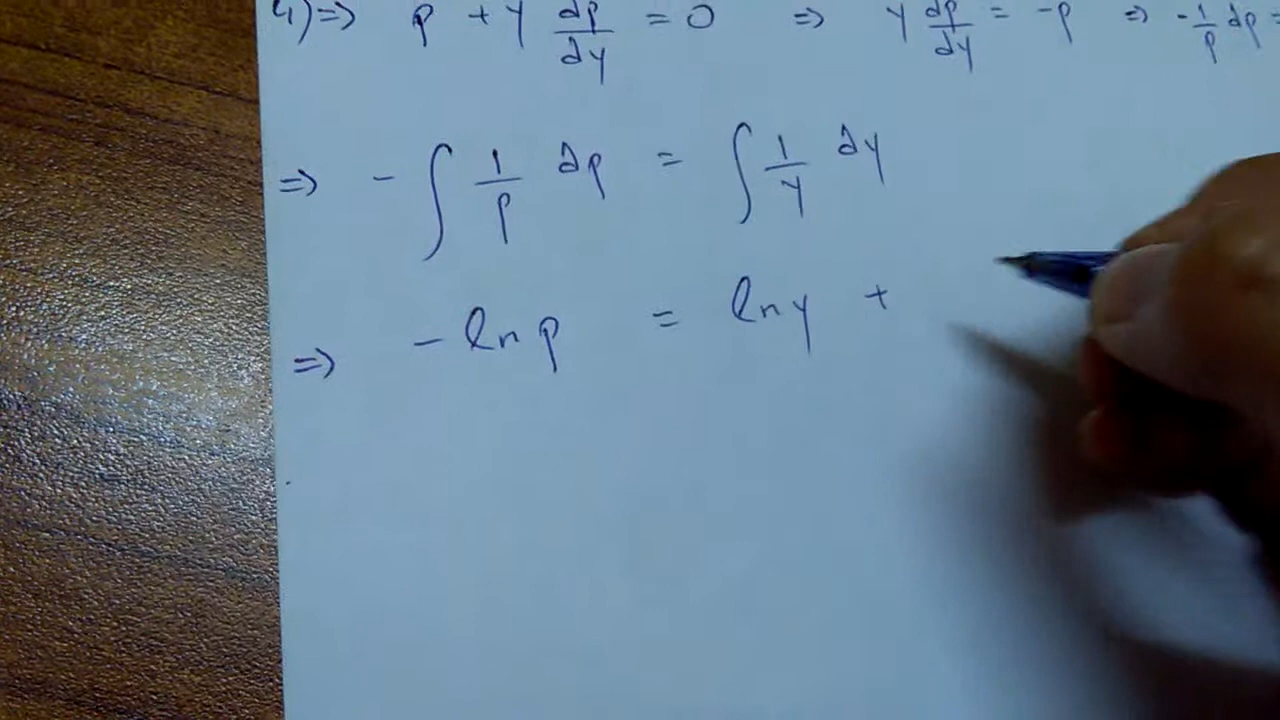 4) ⇒ p + y dp/dy = 0 ⇒ y dp/dy = -p ⇒ -1/p dp =
⇒ - ∫ 1/p dp = ∫ 1/y dy
⇒ - ln p = ln y +